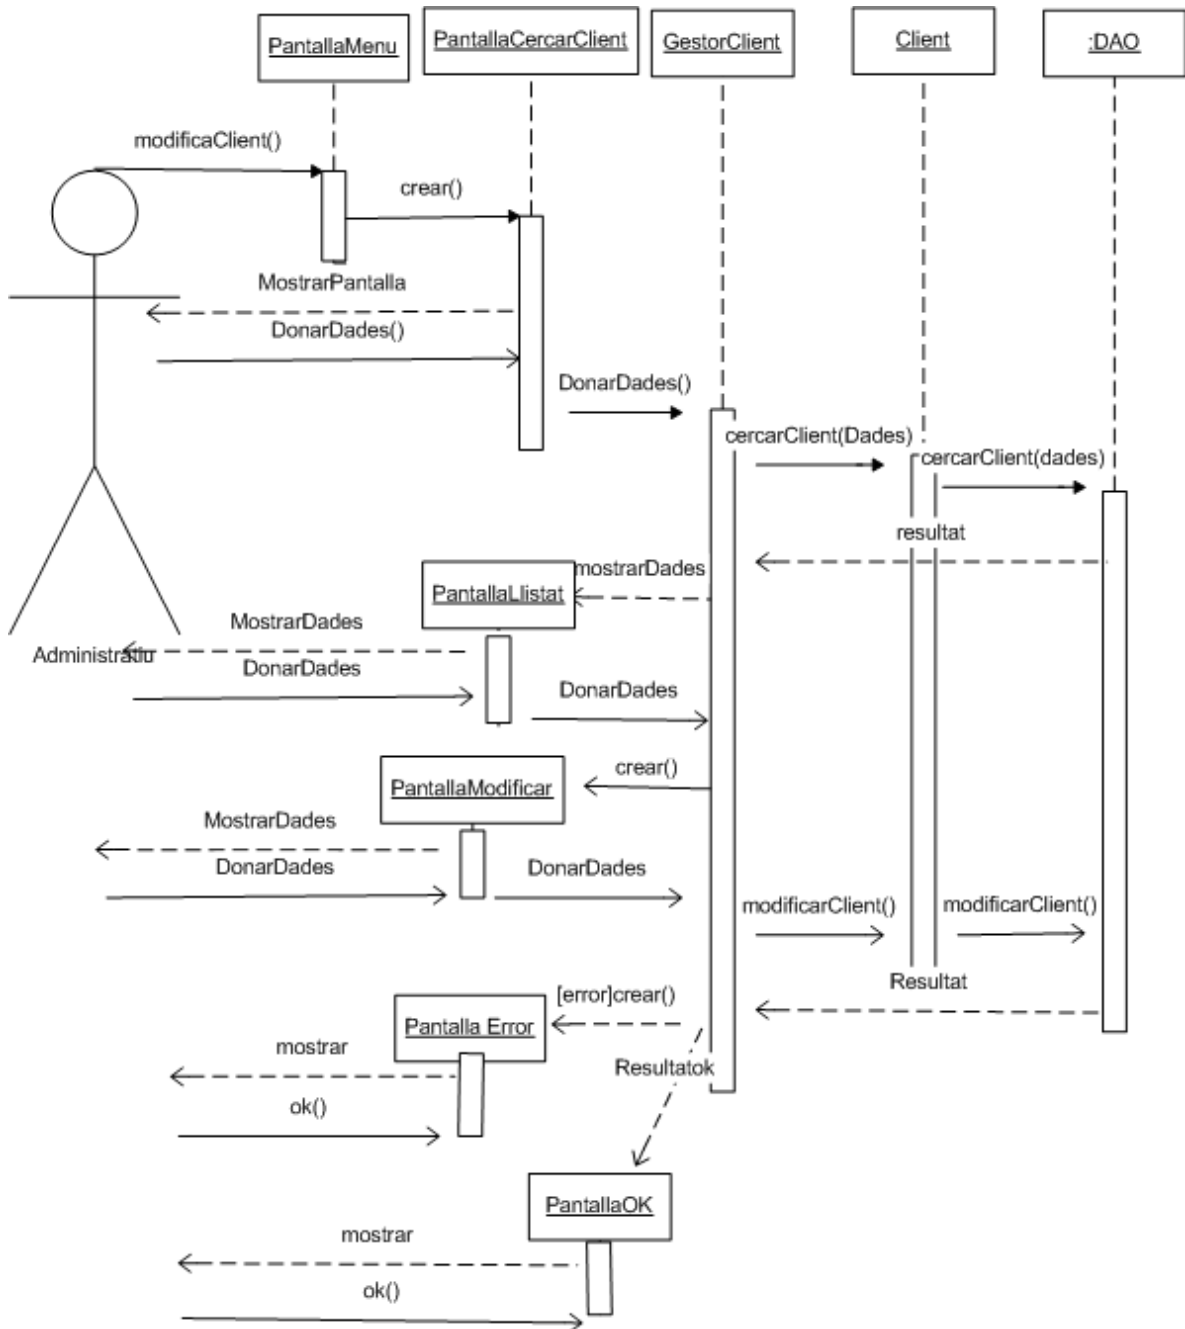 PantallaMenu
PantallaCercarClient
GestorClient
Client
:DAO
modificaClient()
crear()
MostrarPantalla
DonarDades()
DonarDades()
cercarClient(Dades)
cercarClient(dades)
resultat
mostrarDades
PantallaLlistat
MostrarDades
Administratiu
DonarDades
DonarDades
crear()
PantallaModificar
MostrarDades
DonarDades
DonarDades
modificarClient()
modificarClient()
Resultat
[error]crear()
Pantalla Error
mostrar
Resultatok
ok()
PantallaOK
mostrar
ok()